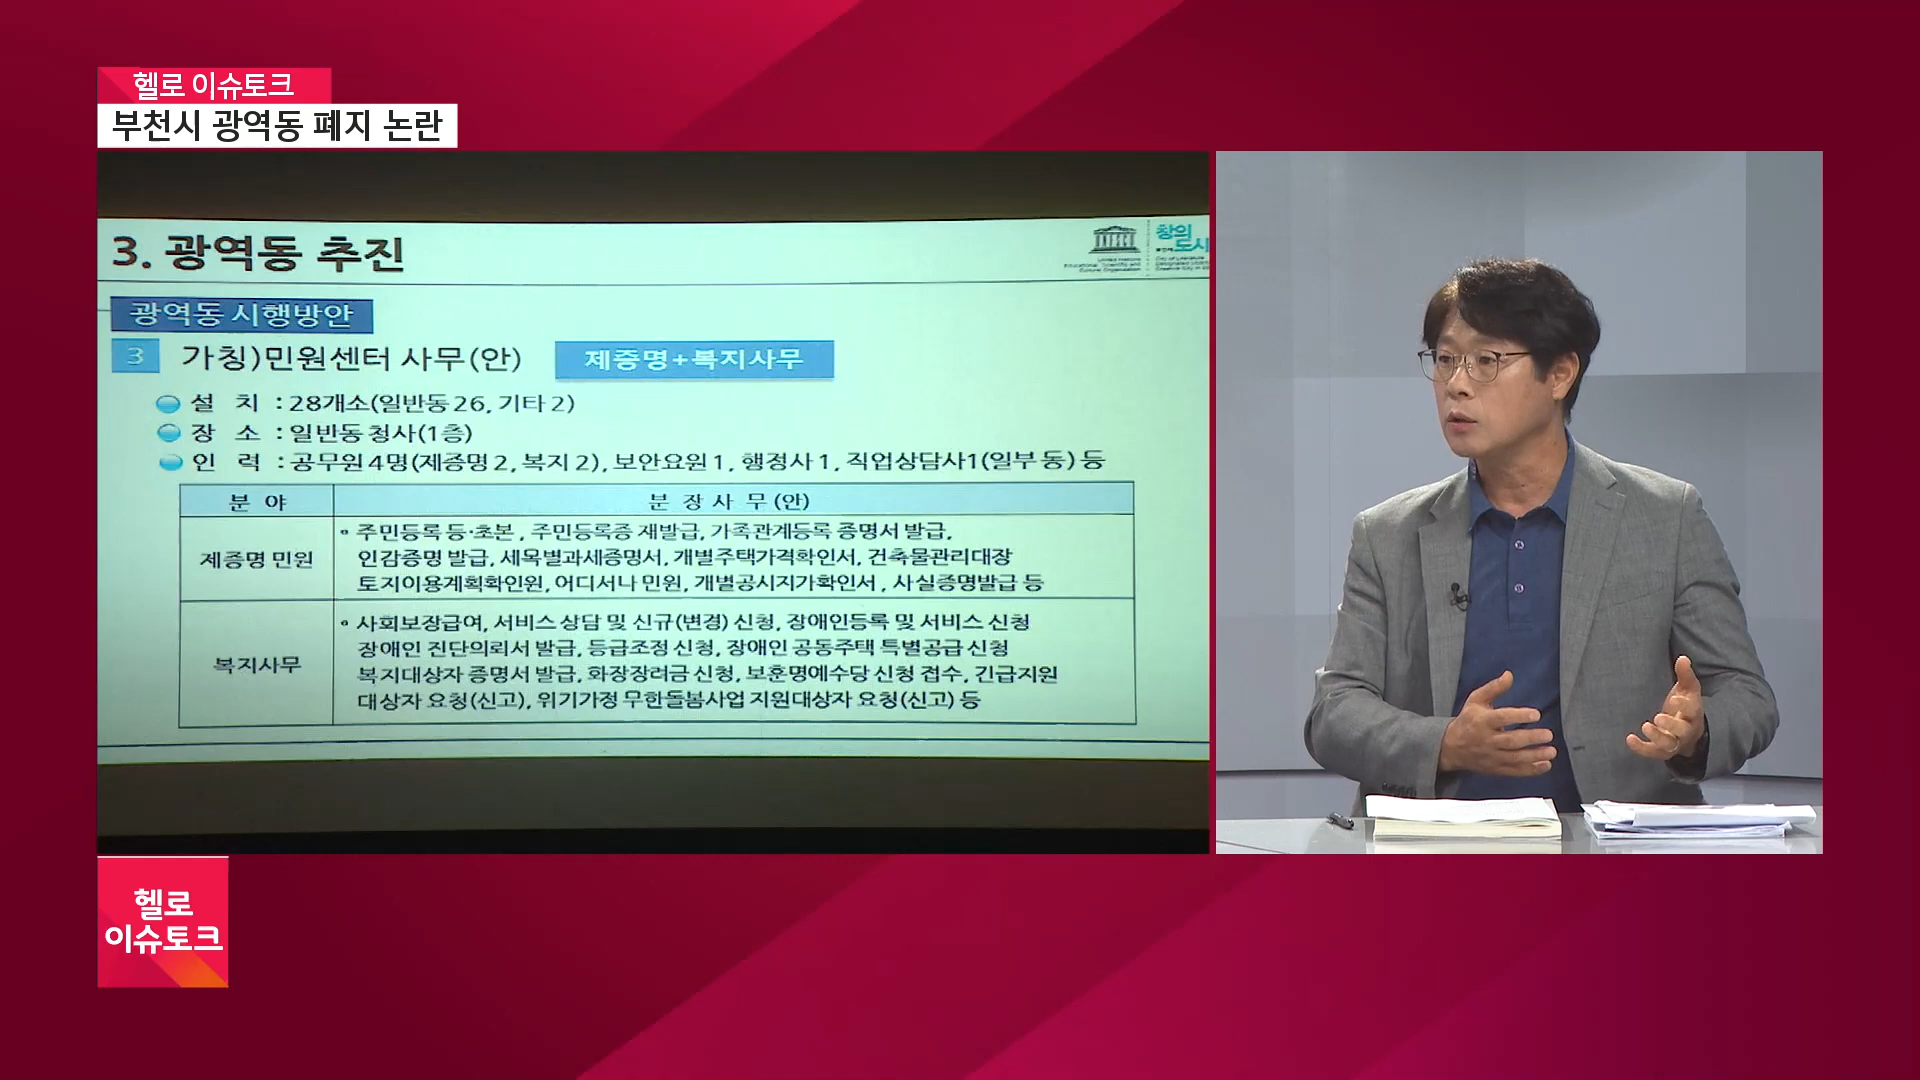 헬로 이슈토크
부천시 광역동 폐지 논란
3. 광역동 추진
창의
도시
광역동 시행방안
3 가칭)민원센터 사무(안) 제증명+복지사무
설 치 : 28개소(일반동 26, 기타 2)
장 소 : 일반동 청사(1층)
인 력 : 공무원 4명(제증명 2, 복지 2), 보안요원 1, 행정사 1, 직업상담사1(일부 동) 등
분 야 분 장 사 무 (안)
제증명 민원
주민등록 등·초본, 주민등록증 재발급, 가족관계등록 증명서 발급,
인감증명 발급, 세목별과세증명서, 개별주택가격확인서, 건축물관리대장
토지이용계획확인원, 어디서나 민원, 개별공시지가확인서, 사실증명발급 등
복지사무
사회보장급여, 서비스 상담 및 신규(변경) 신청, 장애인등록 및 서비스 신청
장애인 진단의뢰서 발급, 등급조정 신청, 장애인 공동주택 특별공급 신청
복지대상자 증명서 발급, 화장장려금 신청, 보훈명예수당 신청 접수, 긴급지원
대상자 요청(신고), 위기가정 무한돌봄사업 지원대상자 요청(신고) 등
헬로
이슈토크